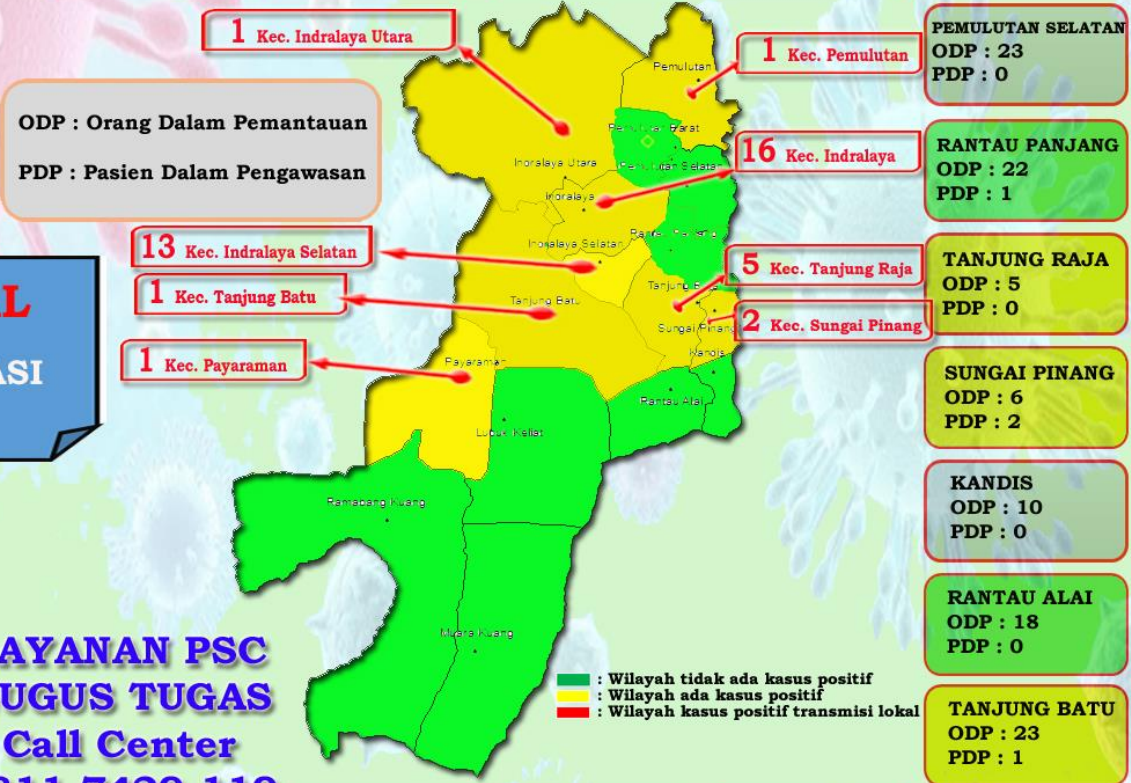 1 Kec. Indralaya Utara
1 Kec. Pemulutan
16 Kec. Indralaya
13 Kec. Indralaya Selatan
1 Kec. Tanjung Batu
5 Kec. Tanjung Raja
2 Kec. Sungai Pinang
1 Kec. Payaraman
ODP : Orang Dalam Pemantauan
PDP : Pasien Dalam Pengawasan
Pemulutan
Indralaya Utara
Indralaya
Indralaya Selatan
Tanjung Batu
Sungai Pinang
Kandis
Payaraman
Rantau Alai
Lubuk Keliat
Muara Kuang
PEMULUTAN SELATAN
ODP : 23
PDP : 0
RANTAU PANJANG
ODP : 22
PDP : 1
TANJUNG RAJA
ODP : 5
PDP : 0
SUNGAI PINANG
ODP : 6
PDP : 2
KANDIS
ODP : 10
PDP : 0
RANTAU ALAI
ODP : 18
PDP : 0
TANJUNG BATU
ODP : 23
PDP : 1
: Wilayah tidak ada kasus positif
: Wilayah ada kasus positif
: Wilayah kasus positif transmisi lokal
AYANAN PSC
UGUS TUGAS
Call Center